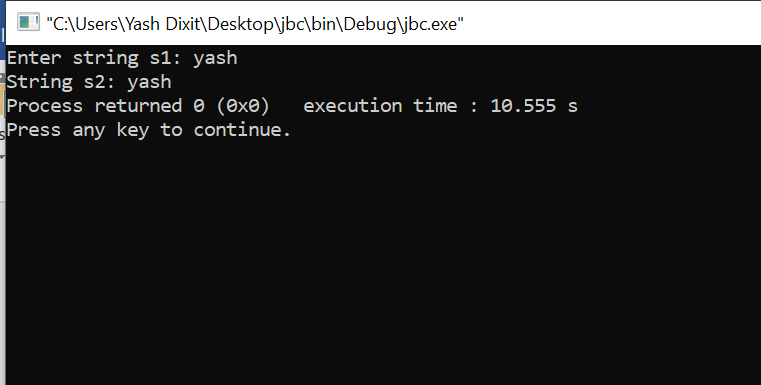 "C:\Users\Yash Dixit\Desktop\jbc\bin\Debug\jbc.exe"
Enter string s1: yash
String s2: yash
Process returned 0 (0x0)   execution time : 10.555 s
Press any key to continue.